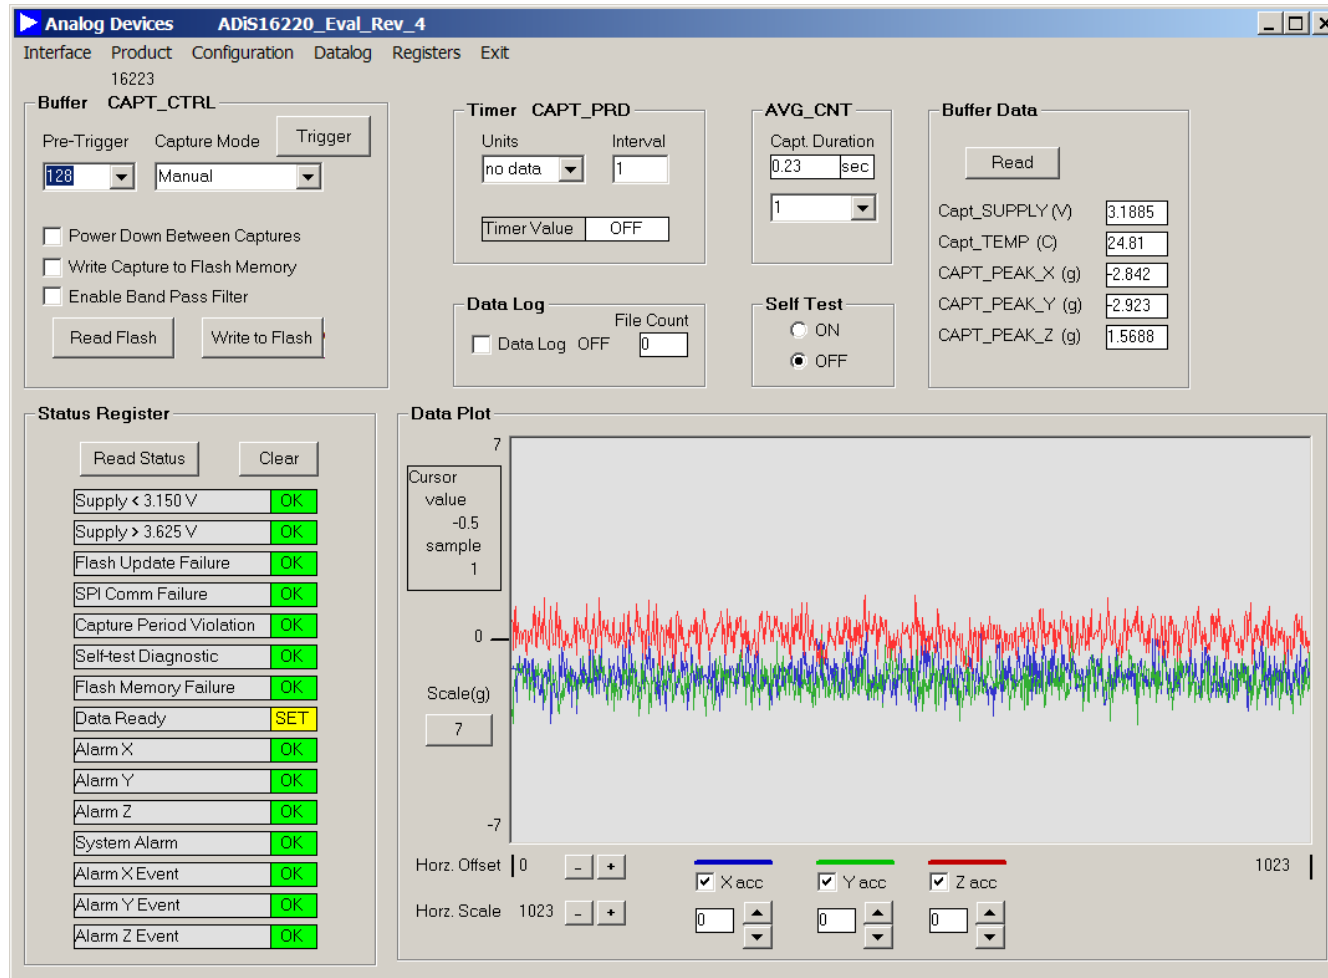 Analog Devices ADiS16220_Eval_Rev_4
Interface Product Configuration Datalog Registers Exit
16223
Buffer CAPT_CTRL
Pre-Trigger Capture Mode Trigger
128 Manual
Power Down Between Captures
Write Capture to Flash Memory
Enable Band Pass Filter
Read Flash Write to Flash
Timer CAPT_PRD
Units Interval
no data 1
Timer Value OFF
Data Log
File Count
Data Log OFF 0
AVG_CNT
Capt. Duration
0.23 sec
1
Self Test
ON
OFF
Buffer Data
Read
Capt_SUPPLY (V) 3.1885
Capt_TEMP (C) 24.81
CAPT_PEAK_X (g) -2.842
CAPT_PEAK_Y (g) -2.923
CAPT_PEAK_Z (g) 1.5688
Status Register
Read Status Clear
Supply < 3.150 V OK
Supply > 3.625 V OK
Flash Update Failure OK
SPI Comm Failure OK
Capture Period Violation OK
Self-test Diagnostic OK
Flash Memory Failure OK
Data Ready SET
Alarm X OK
Alarm Y OK
Alarm Z OK
System Alarm OK
Alarm X Event OK
Alarm Y Event OK
Alarm Z Event OK
Data Plot
7
Cursor
value
-0.5
sample
1
0
Scale(g)
7
-7
Horz. Offset 0 - + 1023
X acc Y acc Z acc
Horz. Scale 1023 - + 0 0 0